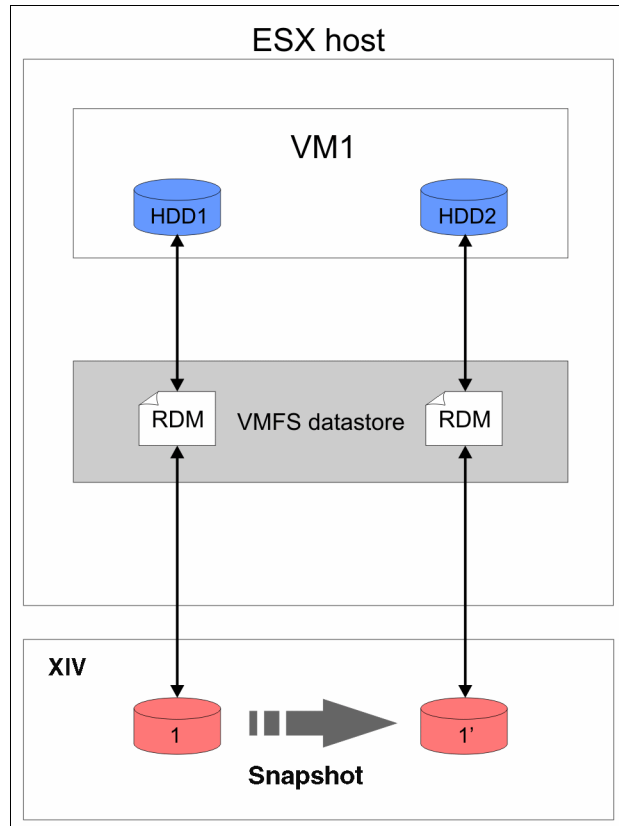 ESX host
VM1
HDD1
HDD2
RDM
VMFS datastore
RDM
XIV
1
1’
Snapshot